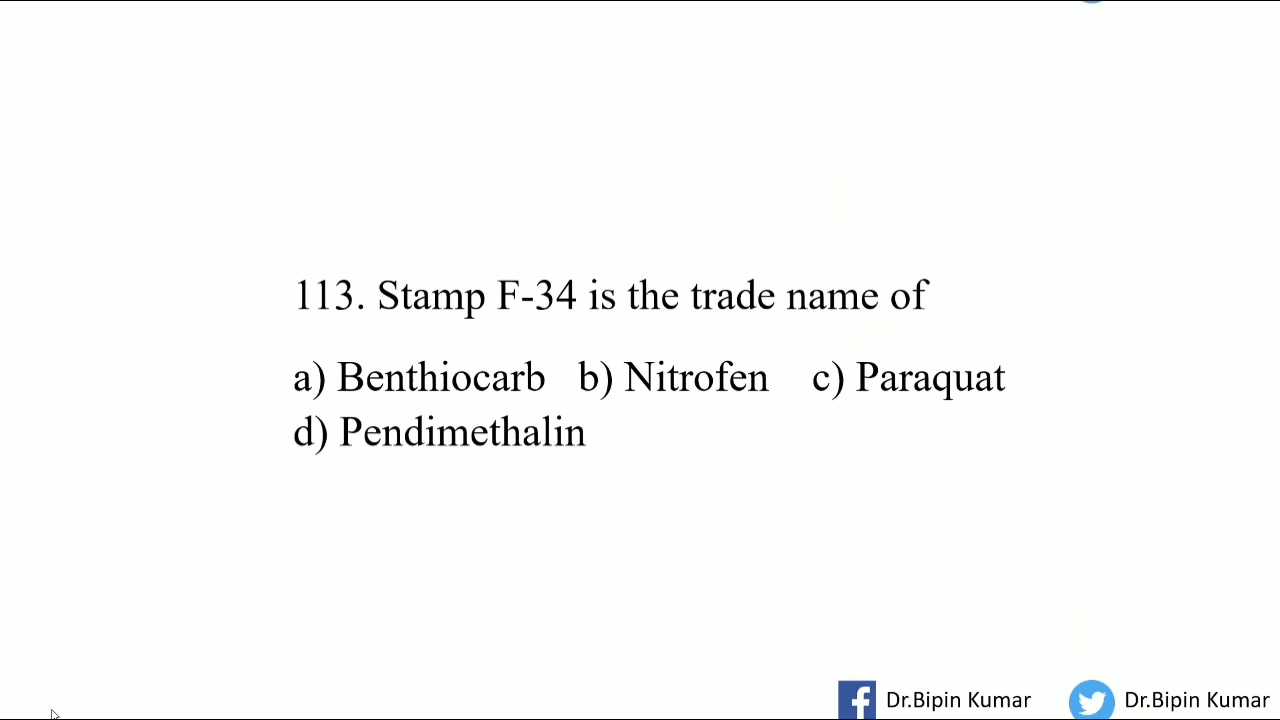 113. Stamp F-34 is the trade name of
a) Benthiocarb b) Nitrofen c) Paraquat
d) Pendimethalin
Dr.Bipin Kumar Dr.Bipin Kumar